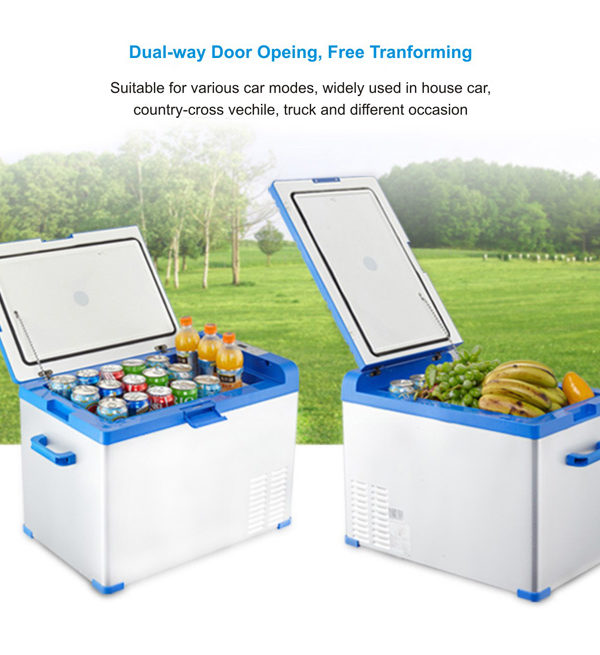 Dual-way Door Opeing, Free Tranforming
Suitable for various car modes, widely used in house car,
country-cross vechile, truck and different occasion